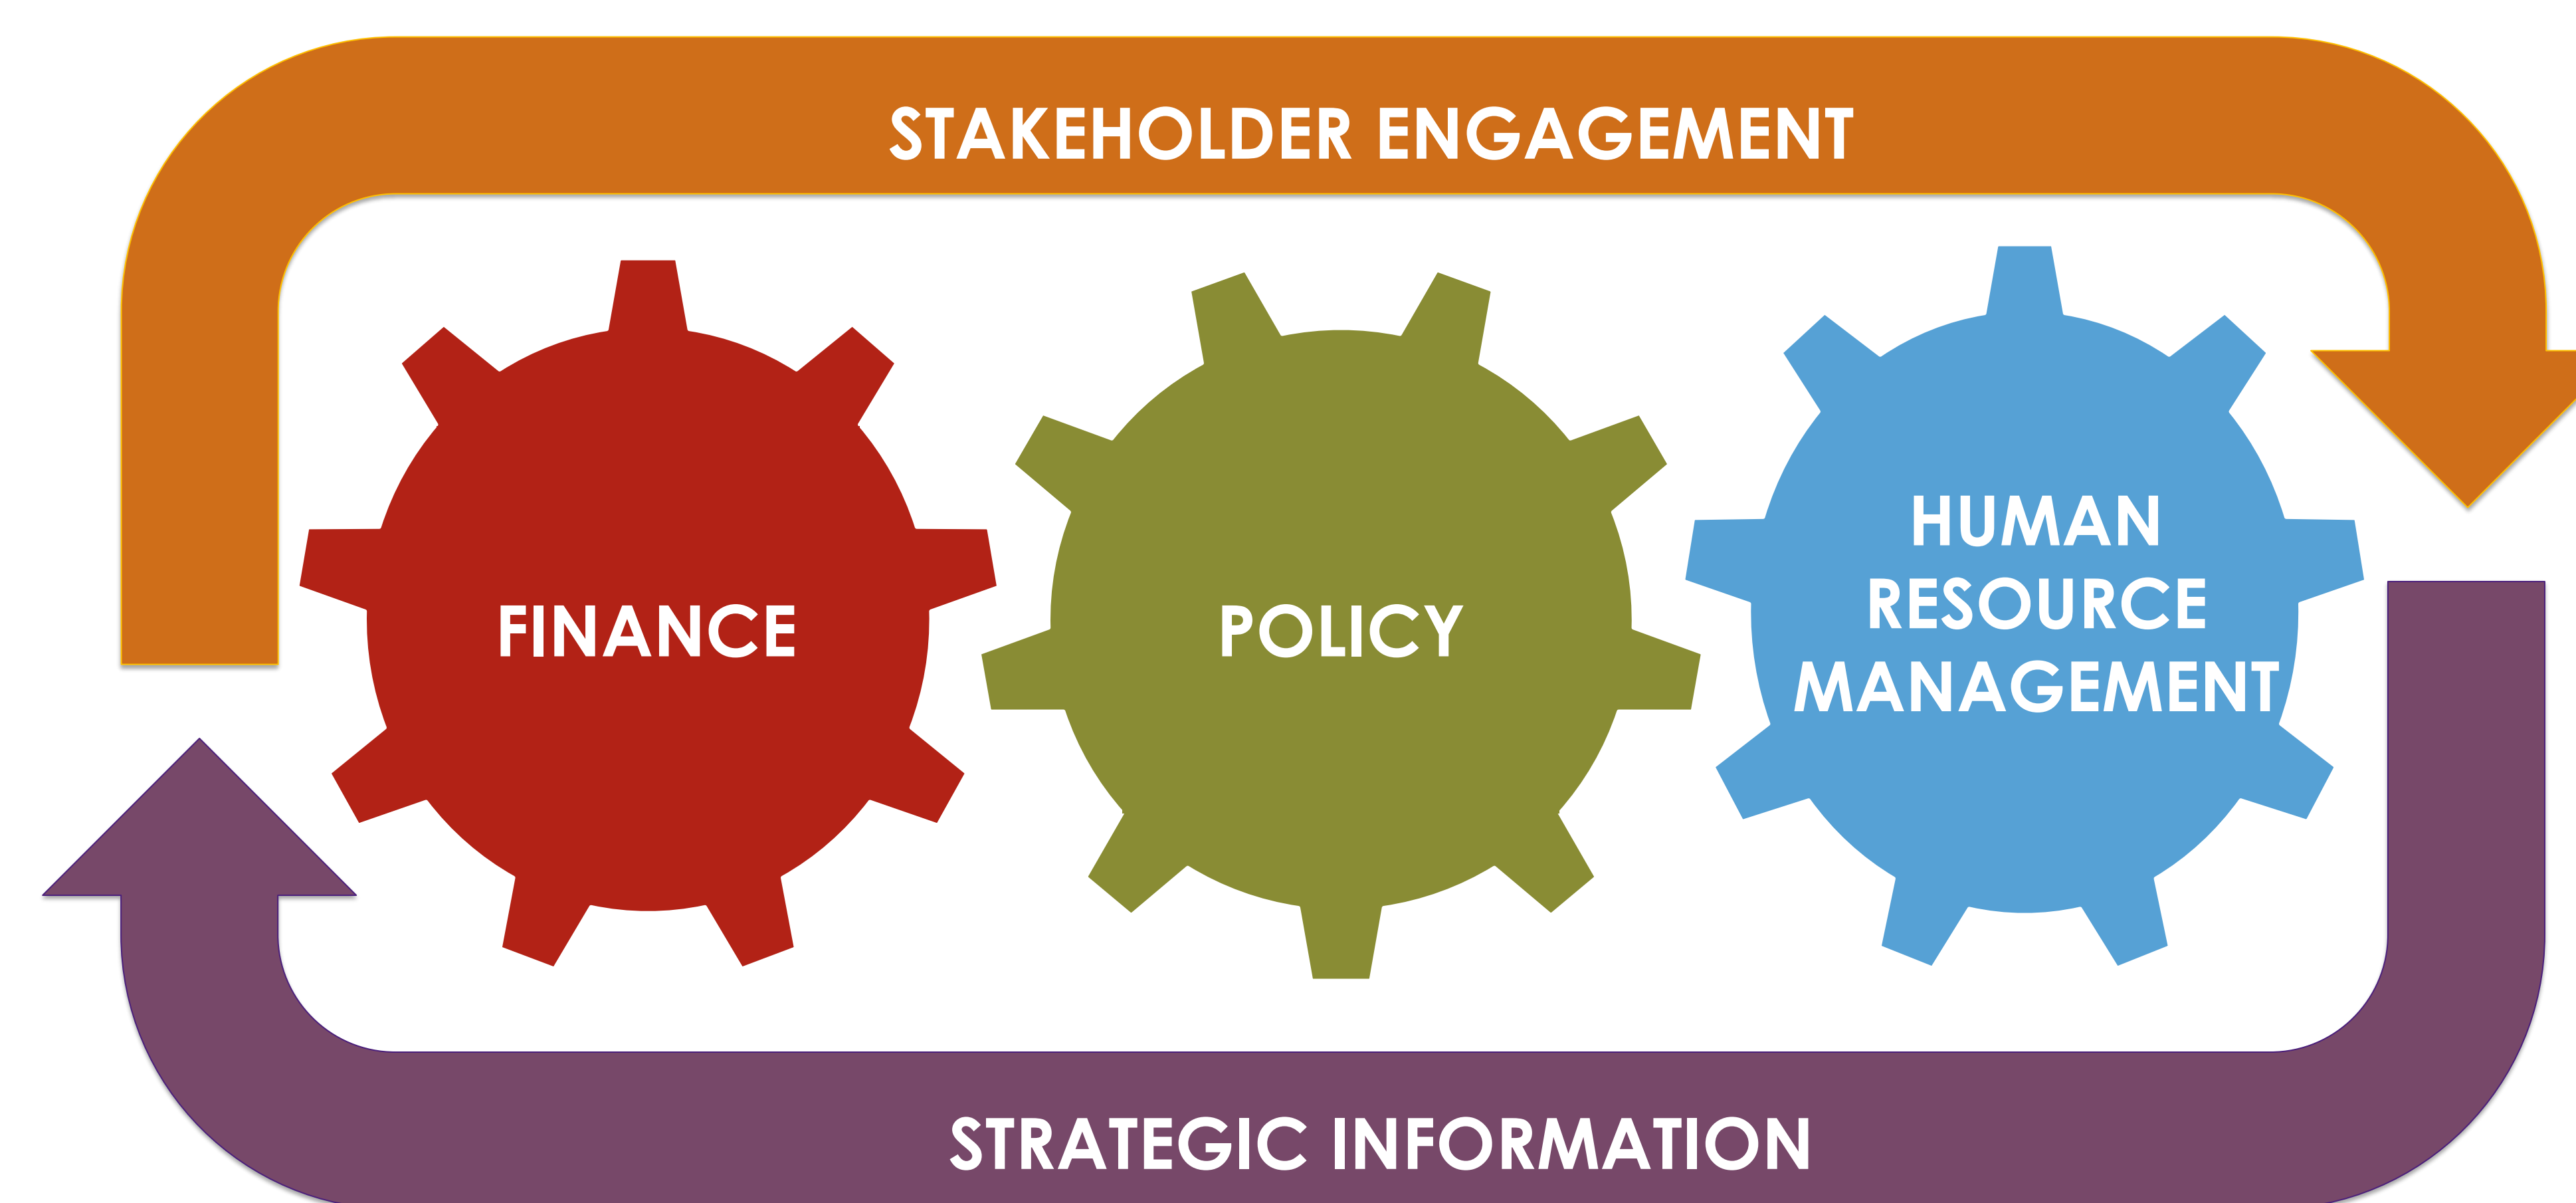 STAKEHOLDER ENGAGEMENT
FINANCE
POLICY
HUMAN
RESOURCE
MANAGEMENT
STRATEGIC INFORMATION